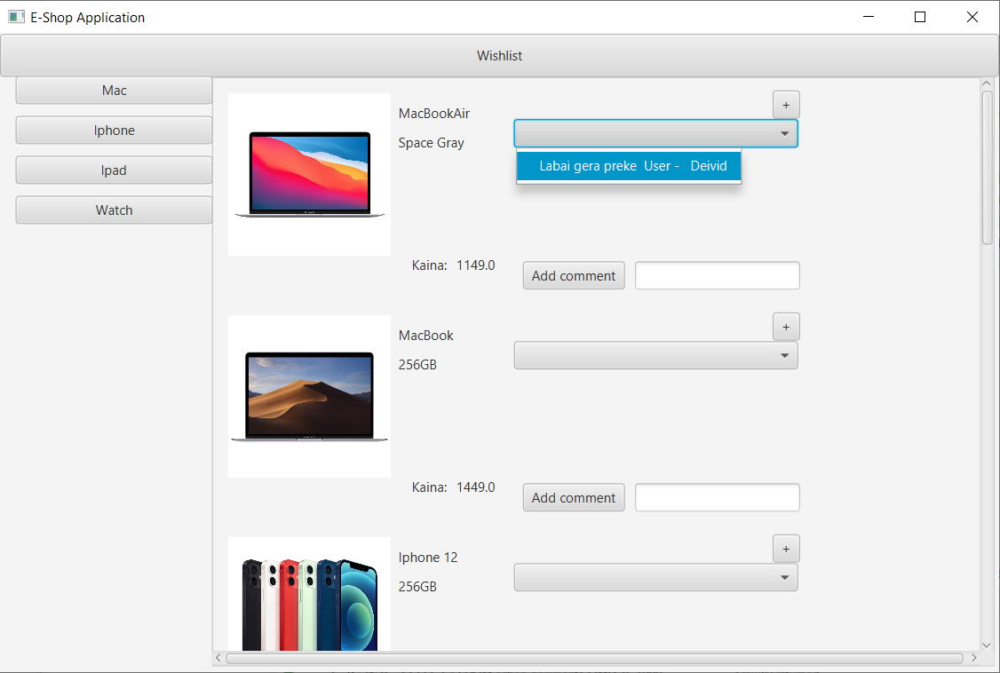 E-Shop Application
Wishlist
Mac
Iphone
Ipad
Watch
MacBookAir
+
Space Gray
Labai gera preke  User -   Deivid
Kaina:   1149.0
Add comment
MacBook
+
256GB
Kaina:   1449.0
Add comment
Iphone 12
+
256GB